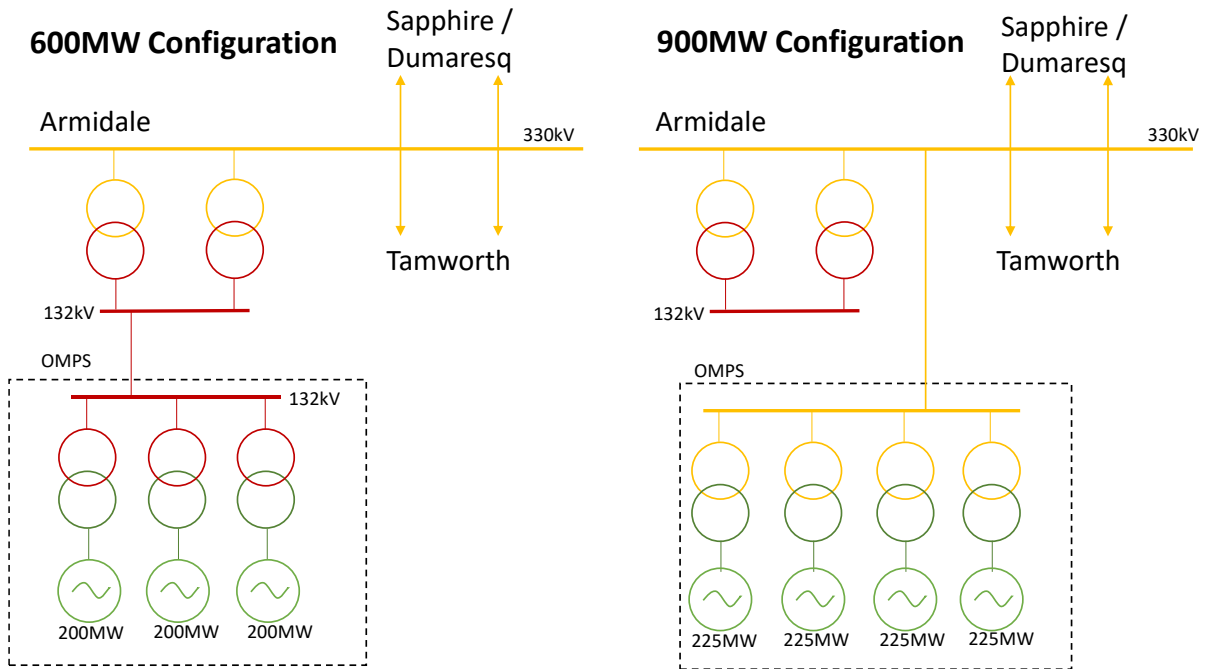 600MW Configuration
Sapphire /
Dumaresq
Armidale
330kV
Tamworth
132kV
OMPS
132kV
200MW 200MW 200MW
900MW Configuration
Sapphire /
Dumaresq
Armidale
330kV
Tamworth
132kV
OMPS
225MW 225MW 225MW 225MW